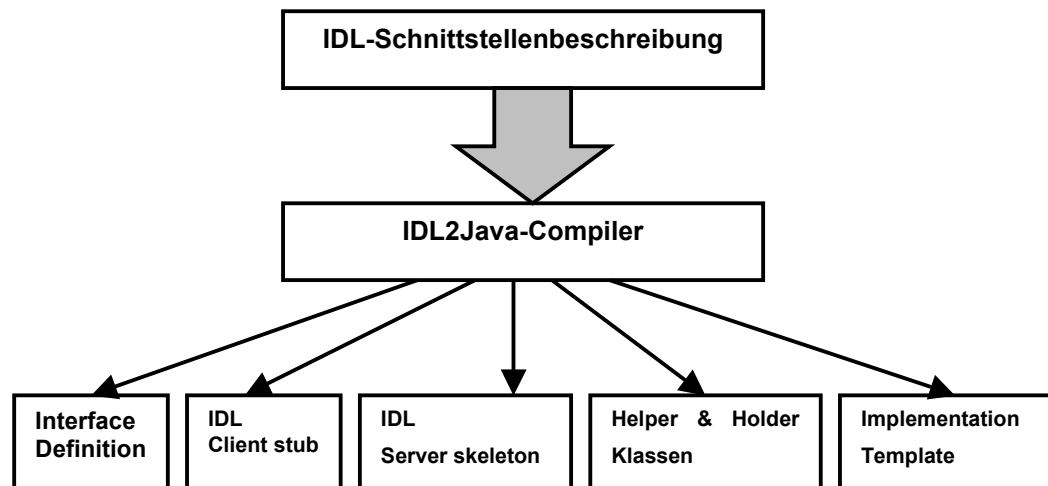 IDL-Schnittstellenbeschreibung
IDL2Java-Compiler
Interface
Definition
IDL
Client stub
IDL
Server skeleton
Helper & Holder
Klassen
Implementation
Template